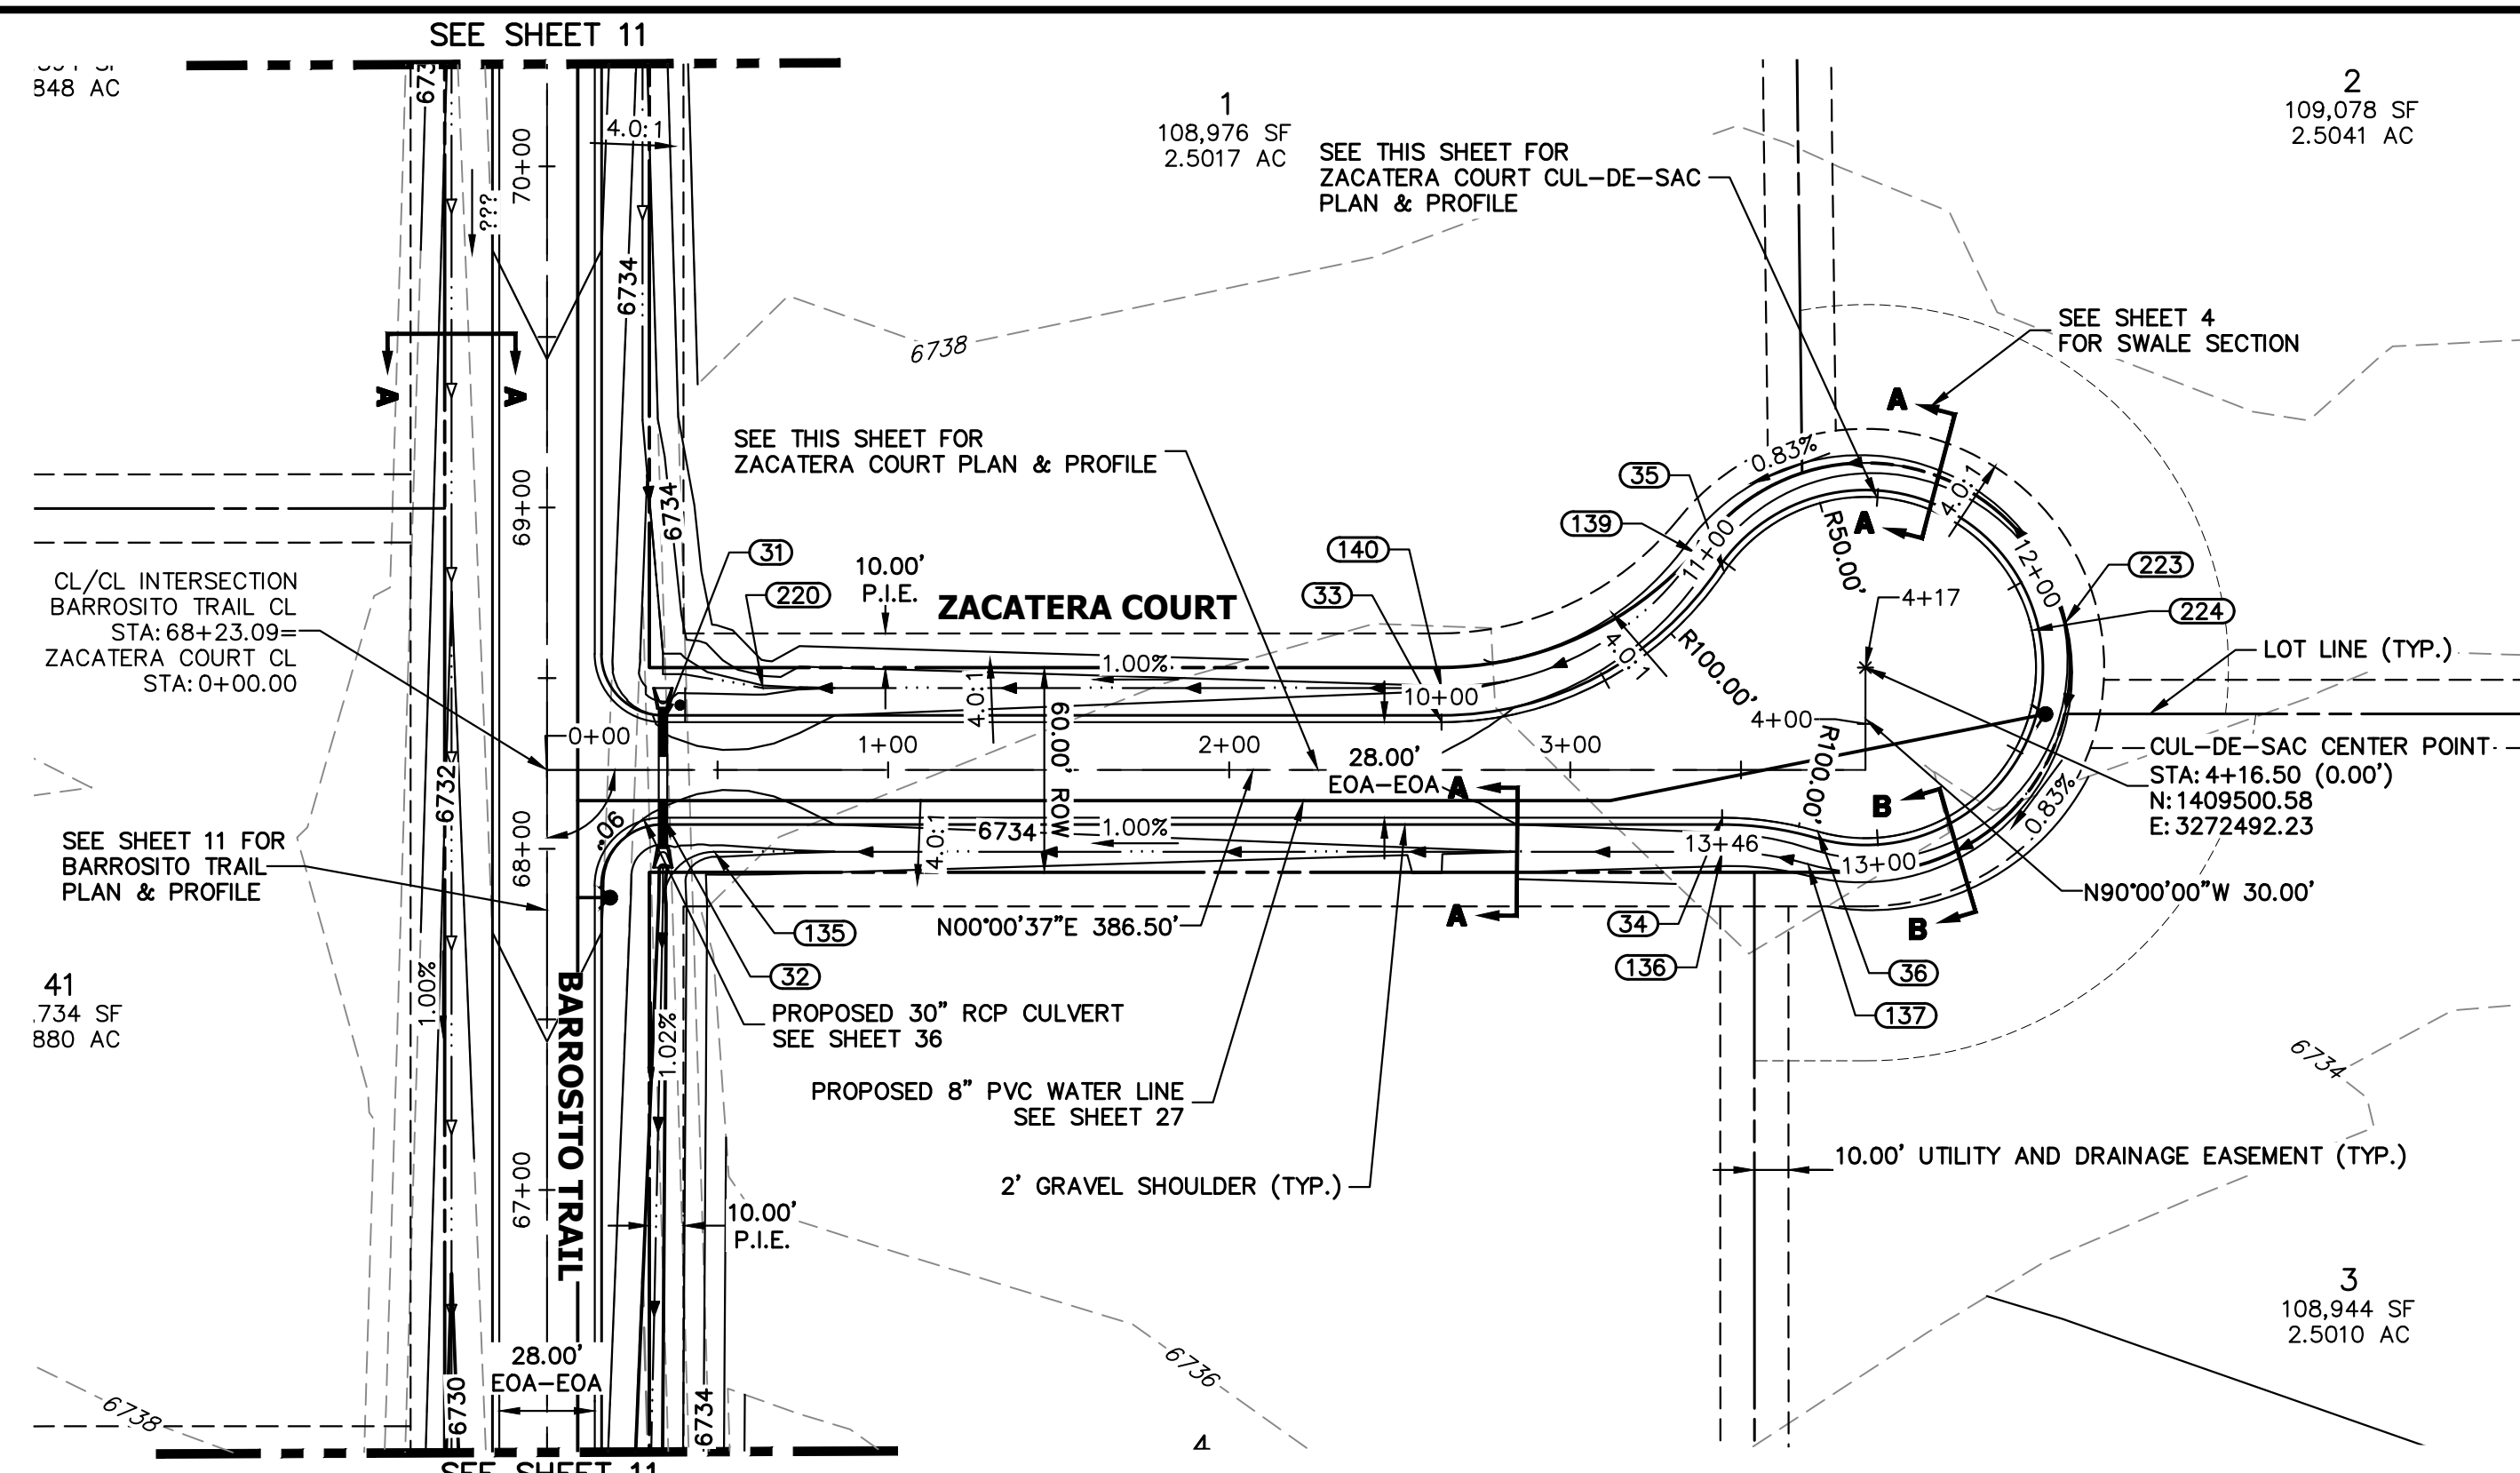 SEE SHEET 11
848 AC
1
108,976 SF
2.5017 AC
2
109,078 SF
2.5041 AC
SEE THIS SHEET FOR
ZACATERA COURT CUL-DE-SAC
PLAN & PROFILE
673
4.0:1
70+00
???
6734
6738
SEE SHEET 4
FOR SWALE SECTION
A
A
A
A
SEE THIS SHEET FOR
ZACATERA COURT PLAN & PROFILE
0.83%
4.0:1
35
139
11+00
R50.00'
12+00
69+00
6734
31
220
10.00'
P.I.E.
ZACATERA COURT
140
33
223
224
4+17
CL/CL INTERSECTION
BARROSITO TRAIL CL
STA: 68+23.09=
ZACATERA COURT CL
STA: 0+00.00
LOT LINE (TYP.)
1.00%
4.0:1
10+00
4.0:1
R100.00'
4+00
R100.00'
0+00
1+00
60.00' ROW
2+00
28.00'
EOA-EOA
3+00
CUL-DE-SAC CENTER POINT
STA: 4+16.50 (0.00')
N: 1409500.58
E: 3272492.23
6732
68+00
90°
SEE SHEET 11 FOR
BARROSITO TRAIL
PLAN & PROFILE
4.0:1
6734
1.00%
A
A
B
B
0.83%
13+46
13+00
N90°00'00"W 30.00'
N00°00'37"E 386.50'
135
32
34
136
36
137
1.00%
1.02%
41
.734 SF
880 AC
PROPOSED 30" RCP CULVERT
SEE SHEET 36
PROPOSED 8" PVC WATER LINE
SEE SHEET 27
2' GRAVEL SHOULDER (TYP.)
10.00' UTILITY AND DRAINAGE EASEMENT (TYP.)
6734
BARROSITO TRAIL
67+00
10.00'
P.I.E.
3
108,944 SF
2.5010 AC
28.00'
EOA-EOA
6730
6734
6738
6736
4
SEE SHEET 11